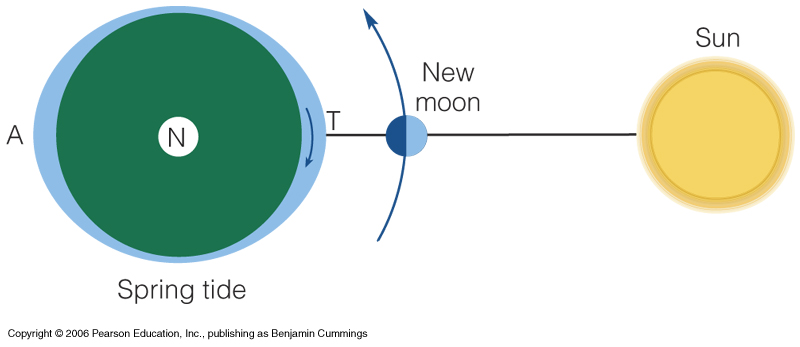 Sun
New
moon
A
N
T
Spring tide
Copyright © 2006 Pearson Education, Inc., publishing as Benjamin Cummings